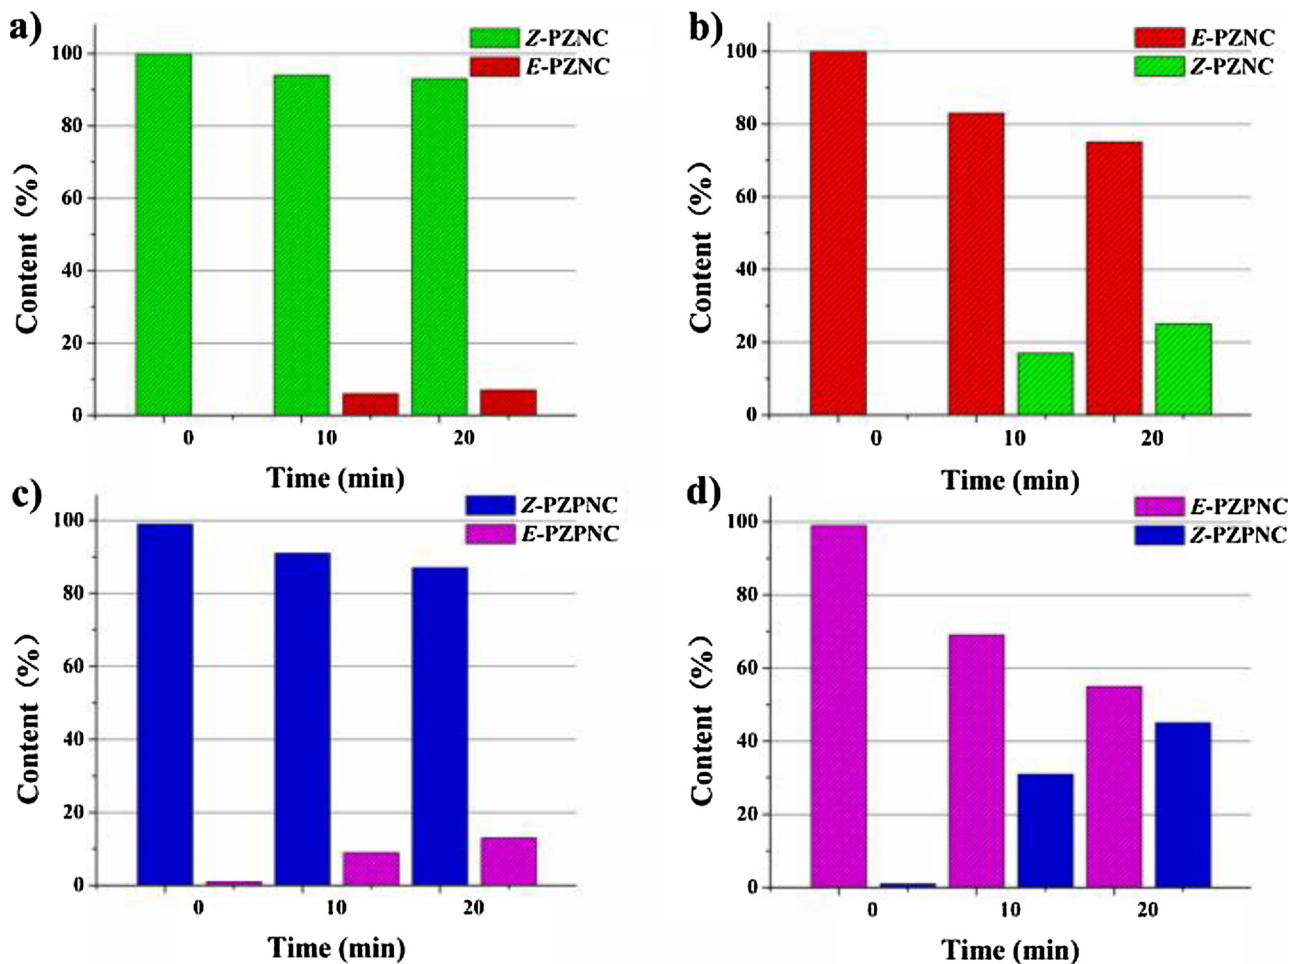 a)
Z-PZNC
E-PZNC
100
80
60
40
20
0
Content (%)
0
10
20
Time (min)
b)
E-PZNC
Z-PZNC
100
80
60
40
20
0
Content (%)
0
10
20
Time (min)
c)
Z-PZPNC
E-PZPNC
100
80
60
40
20
0
Content (%)
0
10
20
Time (min)
d)
E-PZPNC
Z-PZPNC
100
80
60
40
20
0
Content (%)
0
10
20
Time (min)